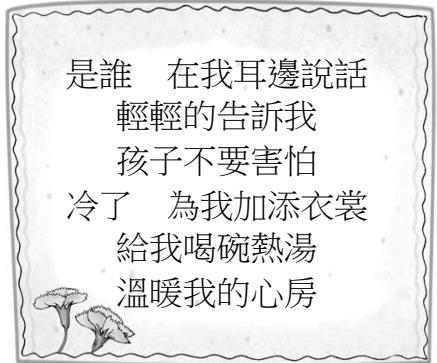 是誰　在我耳邊說話
輕輕的告訴我
孩子不要害怕
冷了　為我加添衣裳
給我喝碗熱湯
溫暖我的心房